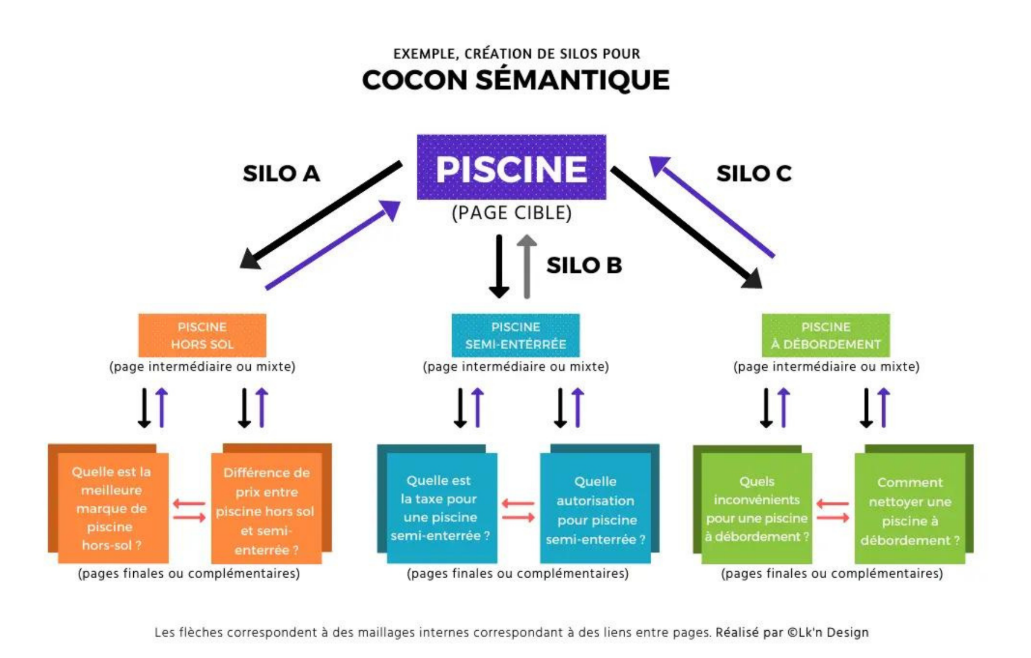 EXEMPLE, CRÉATION DE SILOS POUR
COCON SÉMANTIQUE
PISCINE
(PAGE CIBLE)
SILO A
SILO B
SILO C
PISCINE
HORS SOL
(page intermédiaire ou mixte)
PISCINE
SEMI-ENTÉRRÉE
(page intermédiaire ou mixte)
PISCINE
À DÉBORDEMENT
(page intermédiaire ou mixte)
Quelle est la
meilleure
marque de
piscine
hors-sol ?
Différence de
prix entre
piscine hors sol
et semi-
enterrée ?
(pages finales ou complémentaires)
Quelle est
la taxe pour
une piscine
semi-enterrée ?
Quelle
autorisation
pour piscine
semi-enterrée ?
(pages finales ou complémentaires)
Quels
inconvénients
pour une piscine
à débordement ?
Comment
nettoyer une
piscine à
débordement ?
(pages finales ou complémentaires)
Les flèches correspondent à des maillages internes correspondant à des liens entre pages. Réalisé par ©Lk'n Design